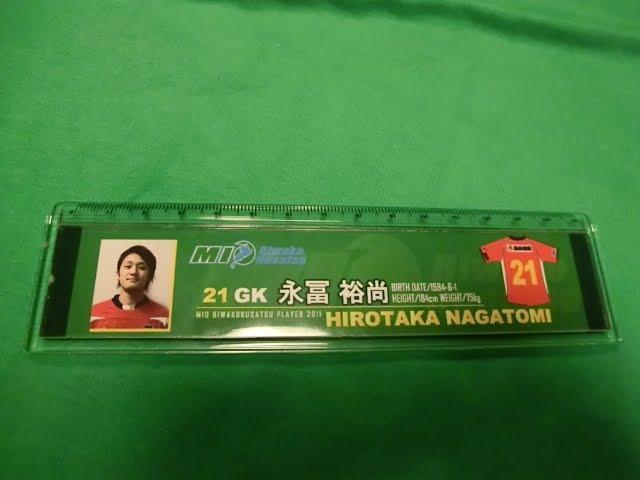 MIO Biwako Kusatsu
21 GK 永冨 裕尚
BIRTH DATE/1984-6-1
HEIGHT/184cm WEIGHT/75kg
MIO BIWAKOKUSATSU PLAYER 2011
HIROTAKA NAGATOMI
21